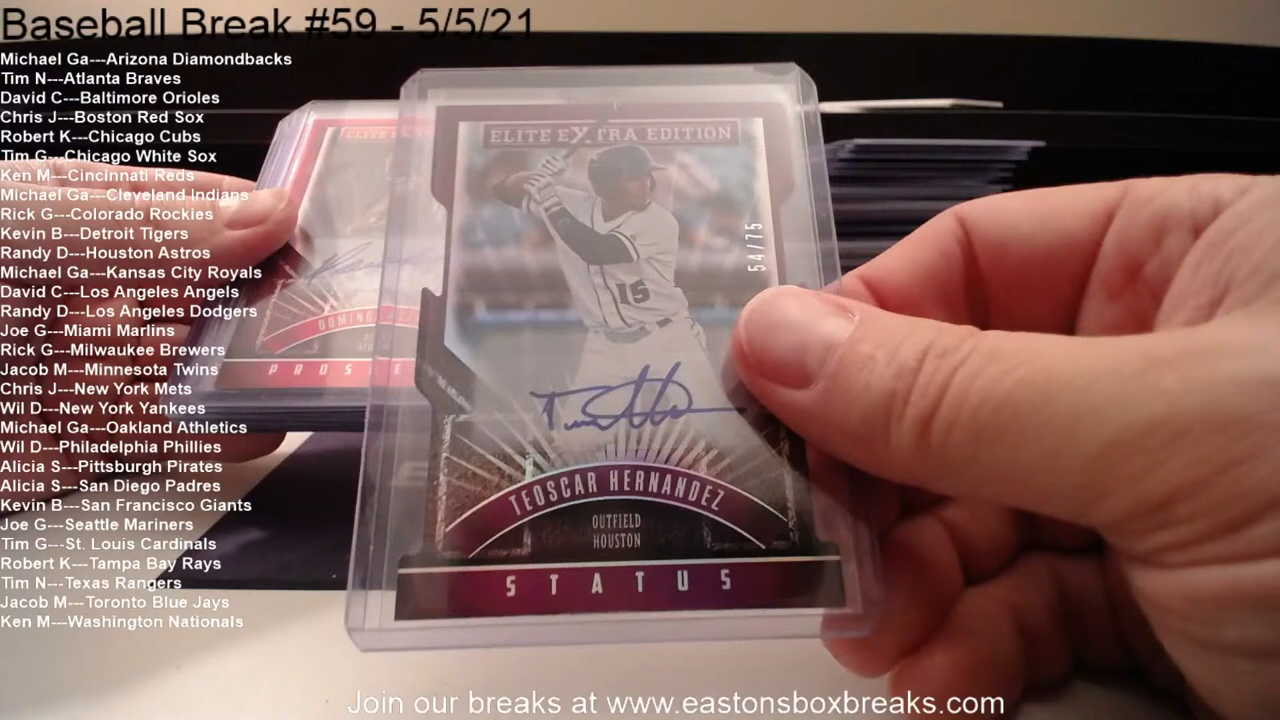 Baseball Break #59 - 5/5/21
Michael Ga---Arizona Diamondbacks
Tim N---Atlanta Braves
David C---Baltimore Orioles
Chris J---Boston Red Sox
Robert K---Chicago Cubs
Tim G---Chicago White Sox
Ken M---Cincinnati Reds
Michael Ga---Cleveland Indians
Rick G---Colorado Rockies
Kevin B---Detroit Tigers
Randy D---Houston Astros
Michael Ga---Kansas City Royals
David C---Los Angeles Angels
Randy D---Los Angeles Dodgers
Joe G---Miami Marlins
Rick G---Milwaukee Brewers
Jacob M---Minnesota Twins
Chris J---New York Mets
Wil D---New York Yankees
Michael Ga---Oakland Athletics
Wil D---Philadelphia Phillies
Alicia S---Pittsburgh Pirates
Alicia S---San Diego Padres
Kevin B---San Francisco Giants
Joe G---Seattle Mariners
Tim G---St. Louis Cardinals
Robert K---Tampa Bay Rays
Tim N---Texas Rangers
Jacob M---Toronto Blue Jays
Ken M---Washington Nationals
ELITE EXTRA EDITION
54/75
15
TEOSCAR HERNANDEZ
OUTFIELD
HOUSTON
STATUS
Join our breaks at www.eastonsboxbreaks.com